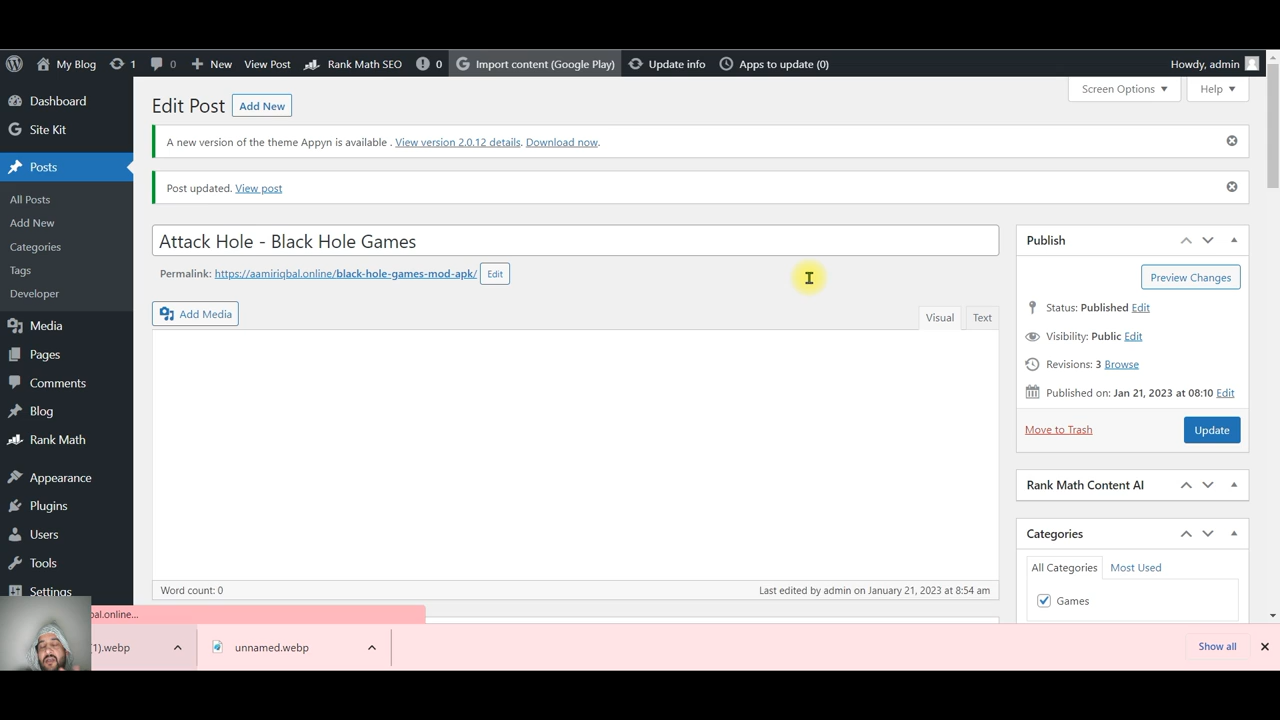 My Blog 1 0 New View Post Rank Math SEO 0 Import content (Google Play) Update info Apps to update (0) Howdy, admin
Screen Options Help
Dashboard
Site Kit
Posts
All Posts
Add New
Categories
Tags
Developer
Media
Pages
Comments
Blog
Rank Math
Appearance
Plugins
Users
Tools
Settings
Edit Post Add New
A new version of the theme Appyn is available . View version 2.0.12 details. Download now.
Post updated. View post
Attack Hole - Black Hole Games
Permalink: https://aamiriqbal.online/black-hole-games-mod-apk/ Edit
Add Media Visual Text
Word count: 0 Last edited by admin on January 21, 2023 at 8:54 am
Publish
Preview Changes
Status: Published Edit
Visibility: Public Edit
Revisions: 3 Browse
Published on: Jan 21, 2023 at 08:10 Edit
Move to Trash Update
Rank Math Content AI
Categories
All Categories Most Used
Games
bal.online...
1).webp unnamed.webp Show all